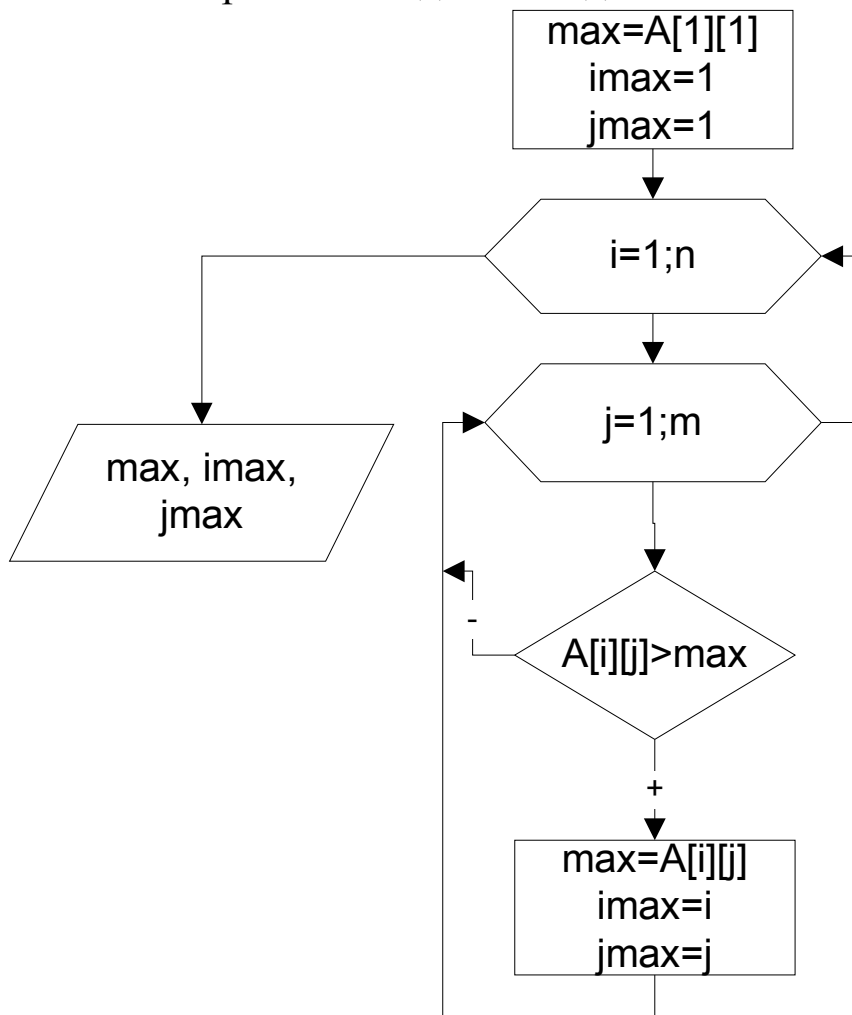 max=A[1][1]
imax=1
jmax=1
i=1;n
j=1;m
max, imax,
jmax
-
A[i][j]>max
+
max=A[i][j]
imax=i
jmax=j